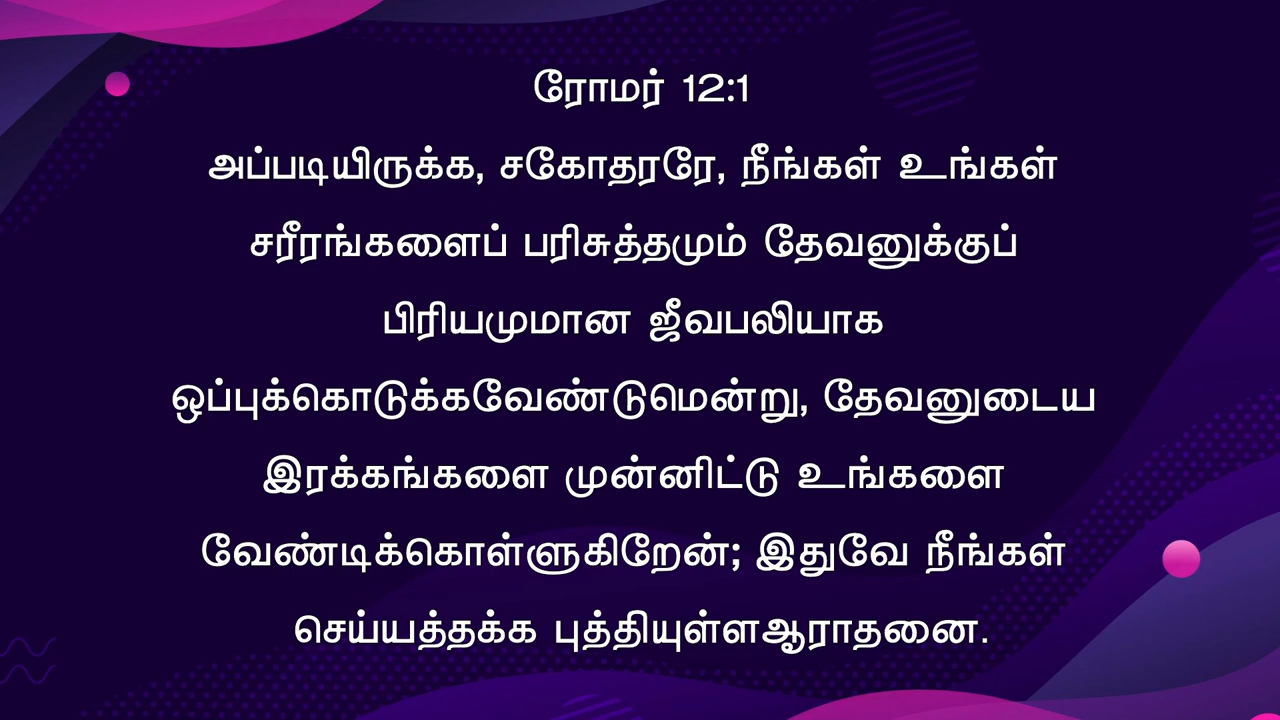 ரோமர் 12:1
அப்படியிருக்க, சகோதரரே, நீங்கள் உங்கள்
சரீரங்களைப் பரிசுத்தமும் தேவனுக்குப்
பிரியமுமான ஜீவபலியாக
ஒப்புக்கொடுக்கவேண்டுமென்று, தேவனுடைய
இரக்கங்களை முன்னிட்டு உங்களை
வேண்டிக்கொள்ளுகிறேன்; இதுவே நீங்கள்
செய்யத்தக்க புத்தியுள்ளஆராதனை.